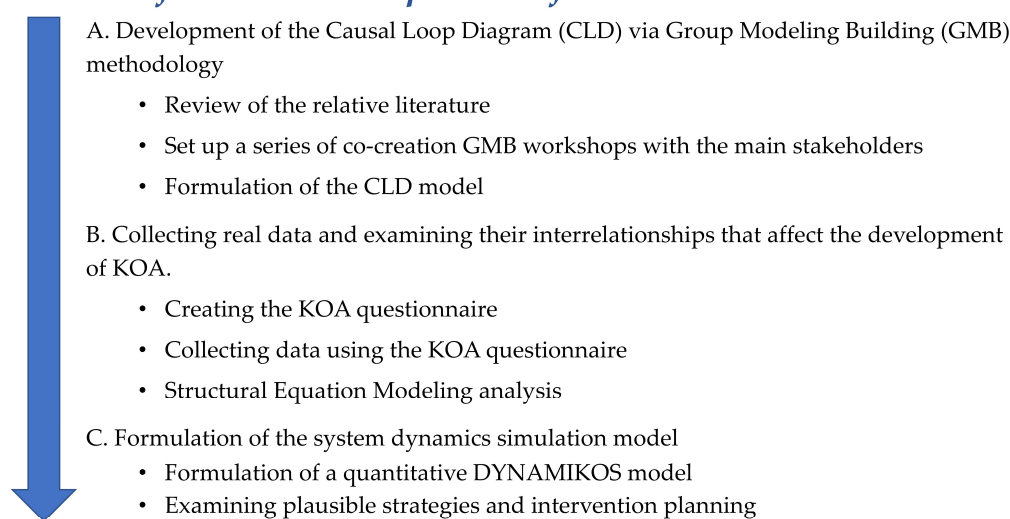 A. Development of the Causal Loop Diagram (CLD) via Group Modeling Building (GMB)
methodology
• Review of the relative literature
• Set up a series of co-creation GMB workshops with the main stakeholders
• Formulation of the CLD model
B. Collecting real data and examining their interrelationships that affect the development
of KOA.
• Creating the KOA questionnaire
• Collecting data using the KOA questionnaire
• Structural Equation Modeling analysis
C. Formulation of the system dynamics simulation model
• Formulation of a quantitative DYNAMIKOS model
• Examining plausible strategies and intervention planning